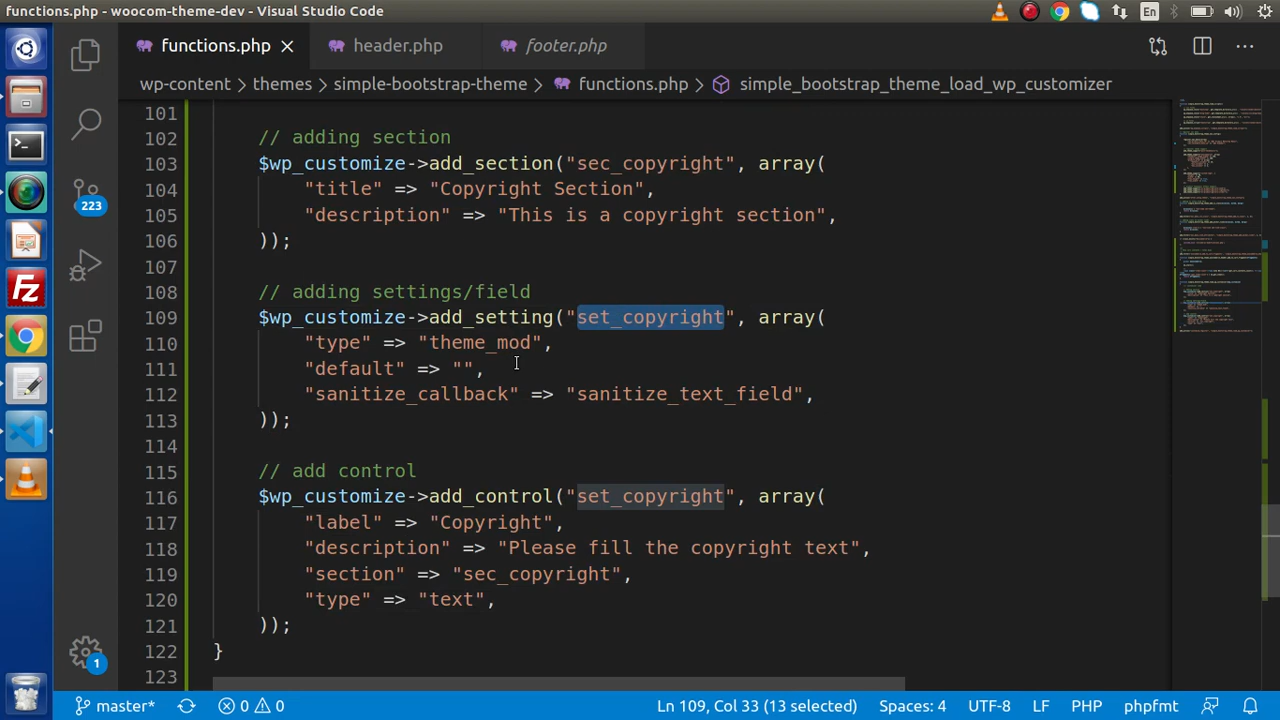 functions.php - woocom-theme-dev - Visual Studio Code
En
functions.php
header.php
footer.php
wp-content > themes > simple-bootstrap-theme > functions.php > simple_bootstrap_theme_load_wp_customizer
101
102 // adding section
103 $wp_customize->add_section("sec_copyright", array(
104 "title" => "Copyright Section",
105 "description" => "This is a copyright section",
106 ));
107
108 // adding settings/field
109 $wp_customize->add_setting("set_copyright", array(
110 "type" => "theme_mod",
111 "default" => "",
112 "sanitize_callback" => "sanitize_text_field",
113 ));
114
115 // add control
116 $wp_customize->add_control("set_copyright", array(
117 "label" => "Copyright",
118 "description" => "Please fill the copyright text",
119 "section" => "sec_copyright",
120 "type" => "text",
121 ));
122 }
123
223
Fz
1
master* 0 0 Ln 109, Col 33 (13 selected) Spaces: 4 UTF-8 LF PHP phpfmt